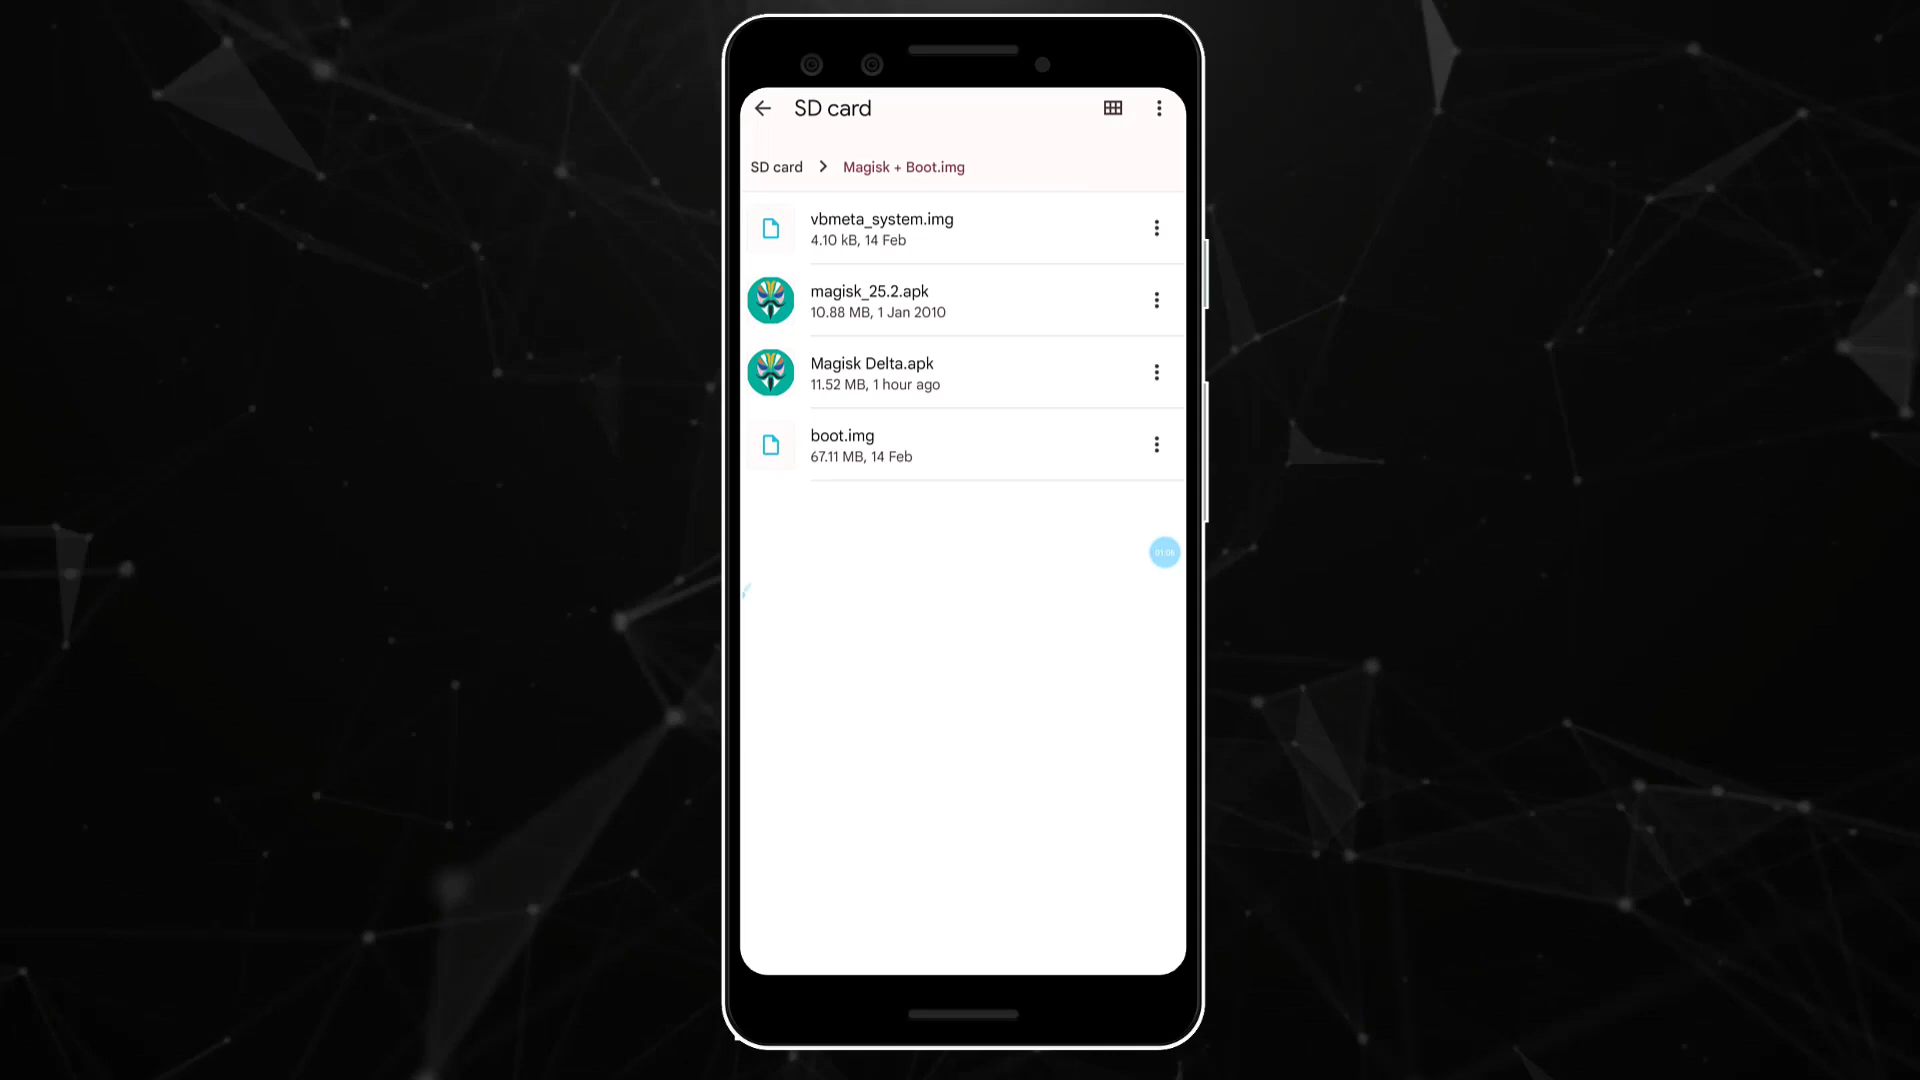 SD card
SD card > Magisk + Boot.img
vbmeta_system.img
4.10 kB, 14 Feb
magisk_25.2.apk
10.88 MB, 1 Jan 2010
Magisk Delta.apk
11.52 MB, 1 hour ago
boot.img
67.11 MB, 14 Feb
01:06